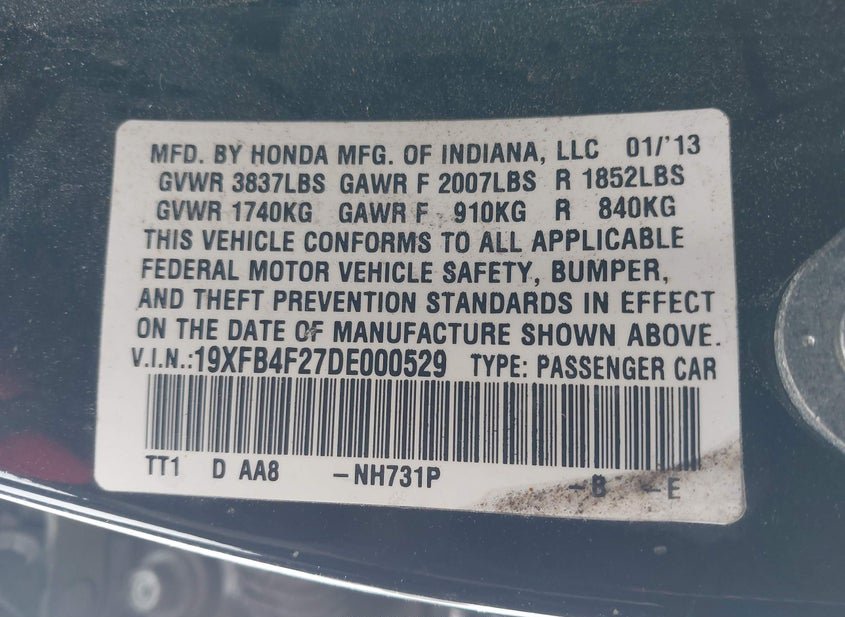 MFD. BY HONDA MFG. OF INDIANA, LLC 01/'13
GVWR 3837LBS GAWR F 2007LBS R 1852LBS
GVWR 1740KG GAWR F 910KG R 840KG
THIS VEHICLE CONFORMS TO ALL APPLICABLE
FEDERAL MOTOR VEHICLE SAFETY, BUMPER,
AND THEFT PREVENTION STANDARDS IN EFFECT
ON THE DATE OF MANUFACTURE SHOWN ABOVE.
V.I.N.:19XFB4F27DE000529 TYPE: PASSENGER CAR
TT1 D AA8 -NH731P -B -E